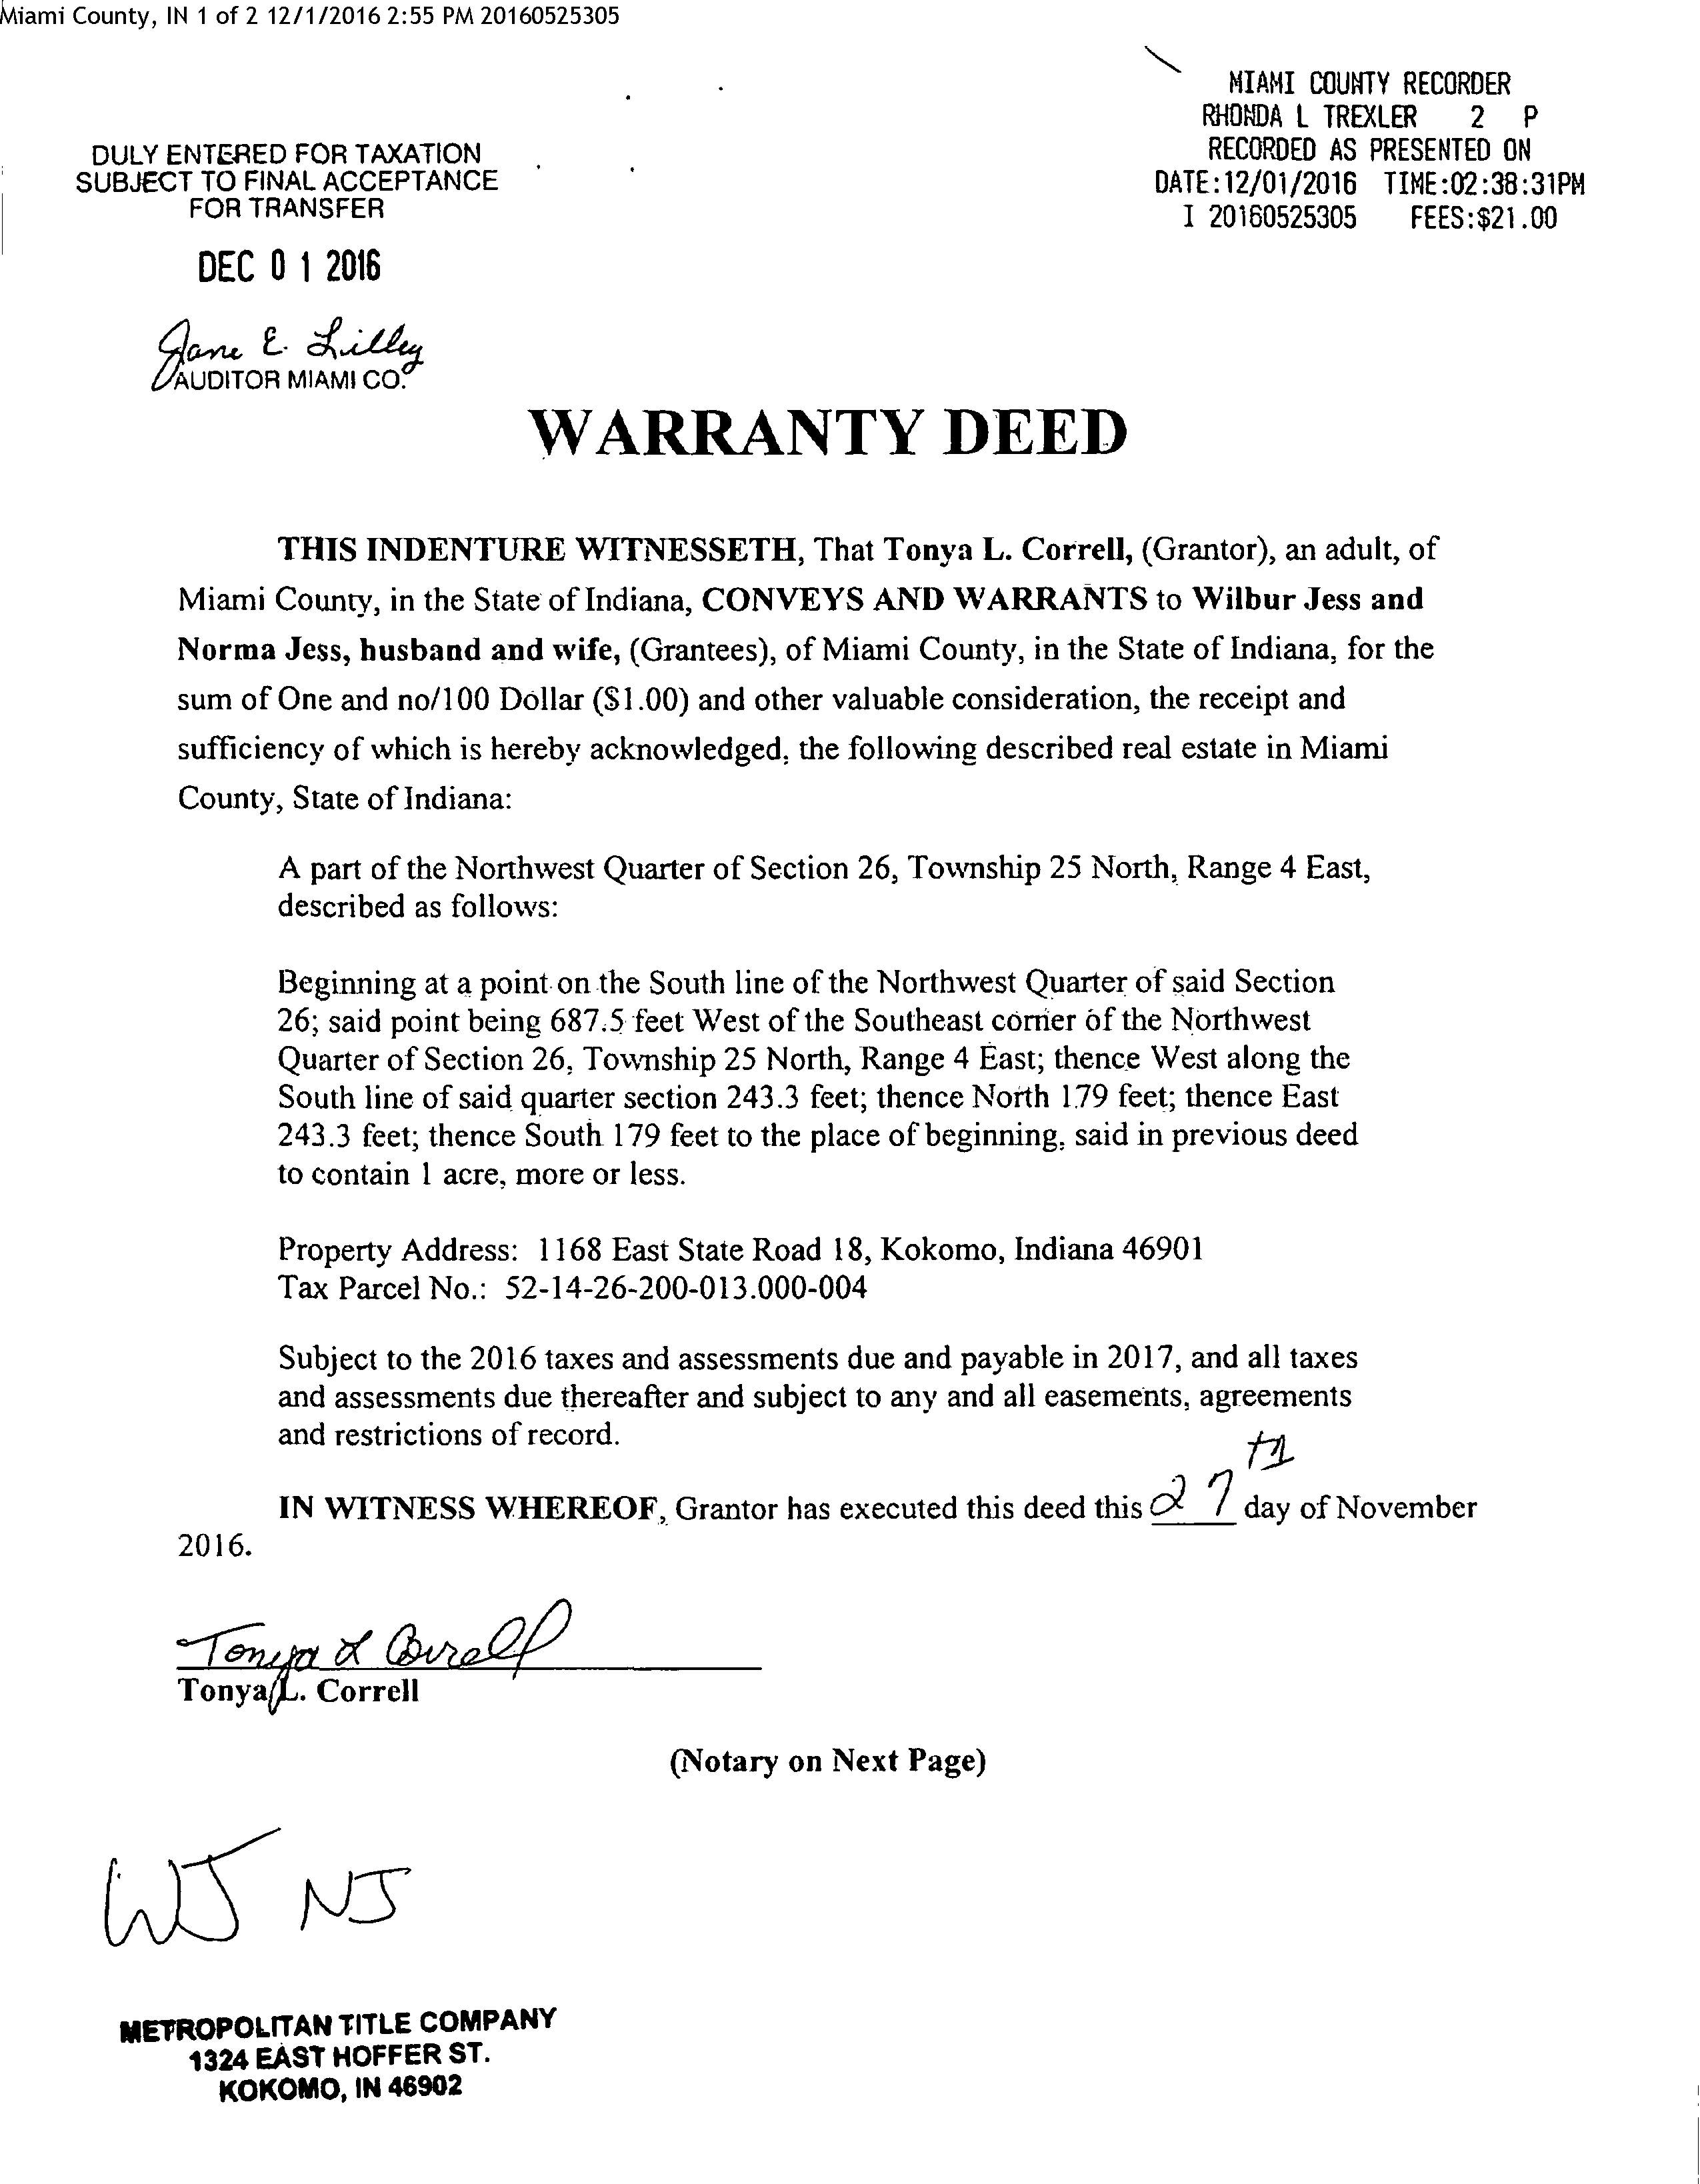 Miami County, IN 1 of 2 12/1/2016 2:55 PM 20160525305
MIAMI COUNTY RECORDER
RHONDA L TREXLER 2 P
RECORDED AS PRESENTED ON
DATE:12/01/2016 TIME:02:38:31PM
I 20160525305 FEES:$21.00
DULY ENTERED FOR TAXATION
SUBJECT TO FINAL ACCEPTANCE
FOR TRANSFER
DEC 0 1 2016
Jane E. Lilley
AUDITOR MIAMI CO.
WARRANTY DEED
THIS INDENTURE WITNESSETH, That Tonya L. Correll, (Grantor), an adult, of
Miami County, in the State of Indiana, CONVEYS AND WARRANTS to Wilbur Jess and
Norma Jess, husband and wife, (Grantees), of Miami County, in the State of Indiana, for the
sum of One and no/100 Dollar ($1.00) and other valuable consideration, the receipt and
sufficiency of which is hereby acknowledged, the following described real estate in Miami
County, State of Indiana:
A part of the Northwest Quarter of Section 26, Township 25 North, Range 4 East,
described as follows:
Beginning at a point on the South line of the Northwest Quarter of said Section
26; said point being 687.5 feet West of the Southeast corner of the Northwest
Quarter of Section 26, Township 25 North, Range 4 East; thence West along the
South line of said quarter section 243.3 feet; thence North 179 feet; thence East
243.3 feet; thence South 179 feet to the place of beginning, said in previous deed
to contain 1 acre, more or less.
Property Address: 1168 East State Road 18, Kokomo, Indiana 46901
Tax Parcel No.: 52-14-26-200-013.000-004
Subject to the 2016 taxes and assessments due and payable in 2017, and all taxes
and assessments due thereafter and subject to any and all easements, agreements
and restrictions of record.
IN WITNESS WHEREOF, Grantor has executed this deed this 27th day of November
2016.
Tonya L Correll
Tonya L. Correll
(Notary on Next Page)
WJ NJ
METROPOLITAN TITLE COMPANY
1324 EAST HOFFER ST.
KOKOMO, IN 46902